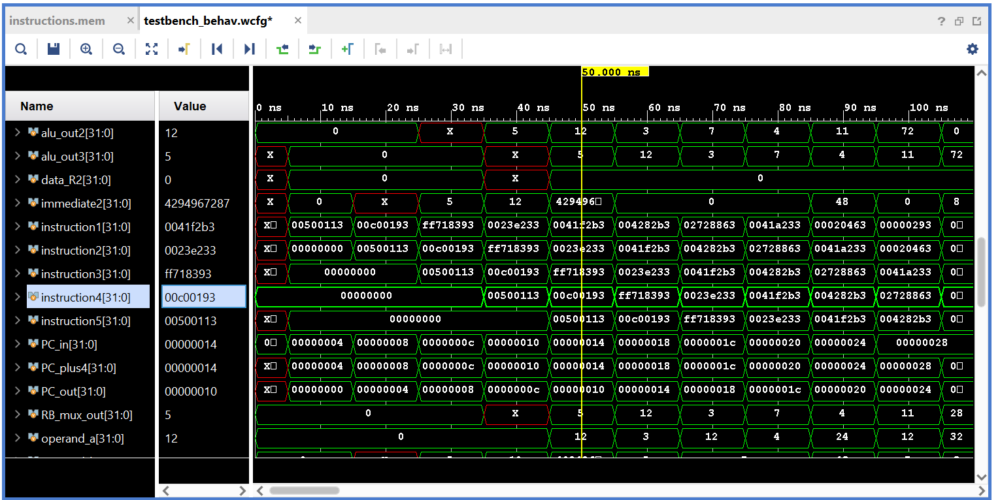 instructions.mem × testbench_behav.wcfg* × ?
50.000 ns
Name Value 0 ns 10 ns 20 ns 30 ns 40 ns 50 ns 60 ns 70 ns 80 ns 90 ns 100 ns
alu_out2[31:0] 12 0 X 5 12 3 7 4 11 72 0
alu_out3[31:0] 5 X 0 X 5 12 3 7 4 11 72
data_R2[31:0] 0 X 0 X 0
immediate2[31:0] 4294967287 X 0 X 5 12 429496□ 0 48 0 8
instruction1[31:0] 0041f2b3 X□ 00500113 00c00193 ff718393 0023e233 0041f2b3 004282b3 02728863 0041a233 00020463 00000293 0□
instruction2[31:0] 0023e233 X□ 00000000 00500113 00c00193 ff718393 0023e233 0041f2b3 004282b3 02728863 0041a233 00020463 0□
instruction3[31:0] ff718393 X□ 00000000 00500113 00c00193 ff718393 0023e233 0041f2b3 004282b3 02728863 0041a233 0□
instruction4[31:0] 00c00193 00000000 00500113 00c00193 ff718393 0023e233 0041f2b3 004282b3 02728863 0□
instruction5[31:0] 00500113 X□ 00000000 00500113 00c00193 ff718393 0023e233 0041f2b3 004282b3 0□
PC_in[31:0] 00000014 0□ 00000004 00000008 0000000c 00000010 00000014 00000018 0000001c 00000020 00000024 00000028
PC_plus4[31:0] 00000014 X□ 00000004 00000008 0000000c 00000010 00000014 00000018 0000001c 00000020 00000024 00000028 0□
PC_out[31:0] 00000010 X□ 00000000 00000004 00000008 0000000c 00000010 00000014 00000018 0000001c 00000020 00000024 0□
RB_mux_out[31:0] 5 0 X 5 12 3 7 4 11 28
operand_a[31:0] 12 0 12 3 12 4 24 12 32